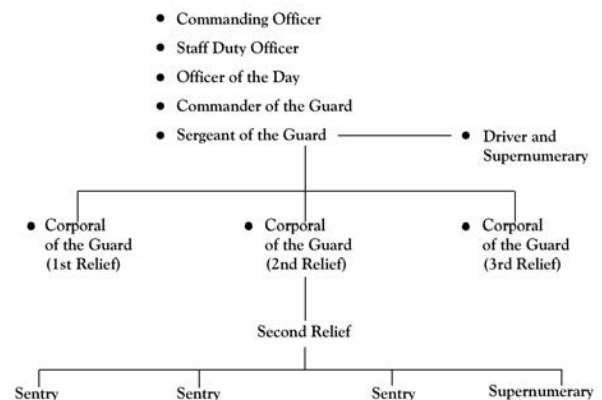 Commanding Officer
Staff Duty Officer
Officer of the Day
Commander of the Guard
Sergeant of the Guard
Driver and
Supernumerary
Corporal
of the Guard
(1st Relief)
Corporal
of the Guard
(2nd Relief)
Corporal
of the Guard
(3rd Relief)
Second Relief
Sentry
Sentry
Sentry
Supernumerary